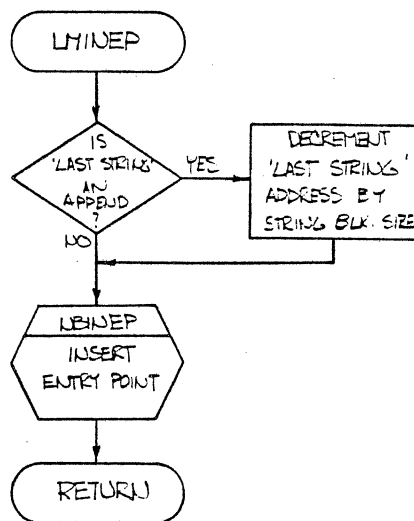 LMINEP
IS
'LAST STRING'
AN
APPEND
?
YES
NO
DECREMENT
'LAST STRING'
ADDRESS BY
STRING BLK. SIZE
NBINEP
INSERT
ENTRY POINT
RETURN